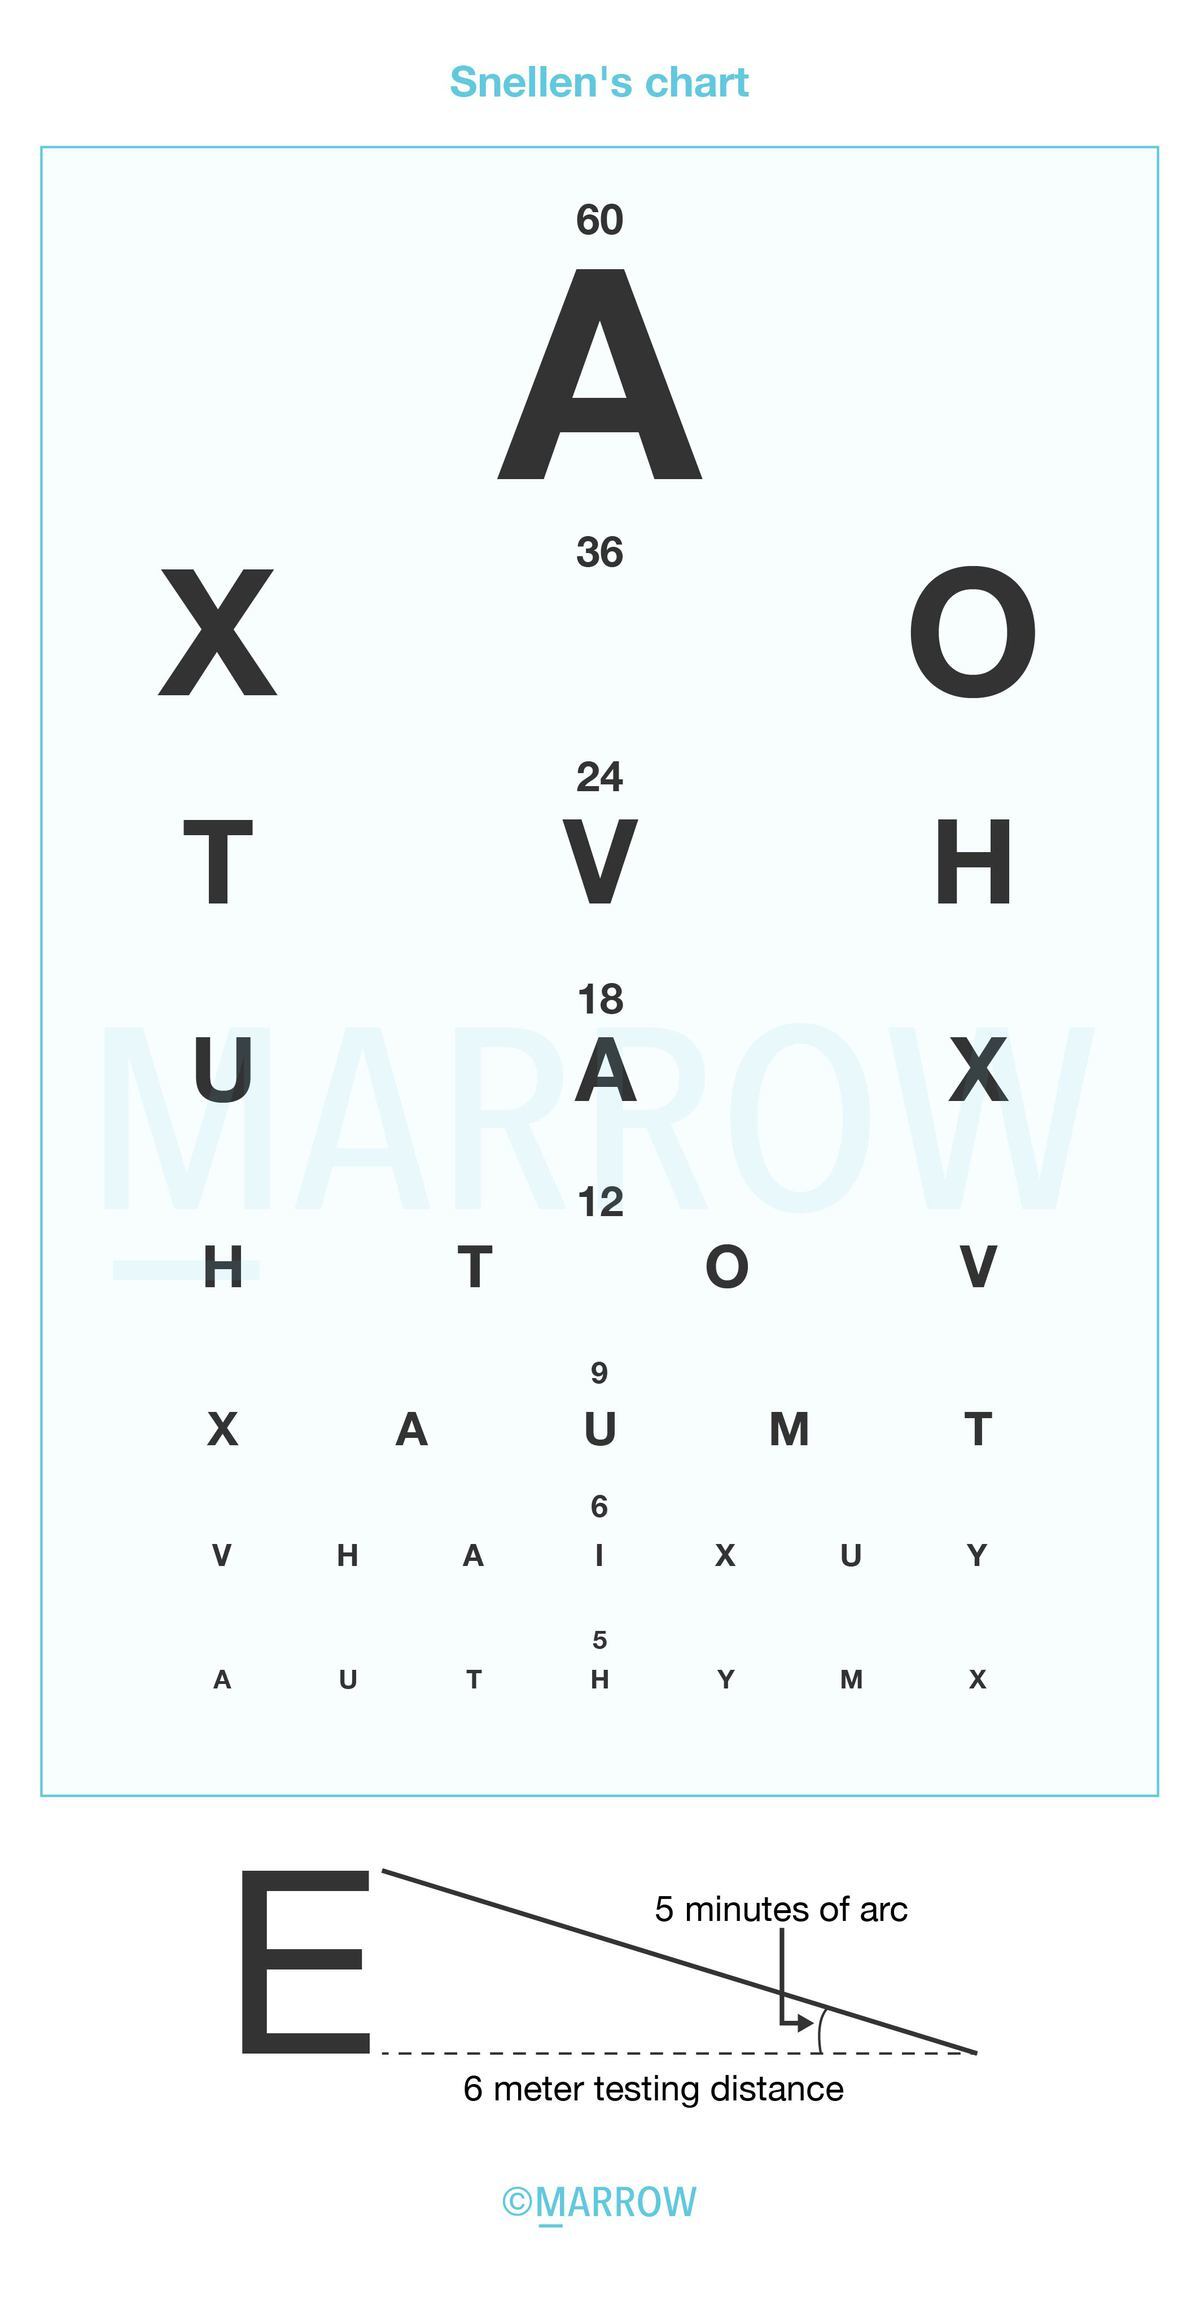 Snellen's chart
60
A
36
X O
24
T V H
18
U A X
MARROW
12
H T O V
9
X A U M T
6
V H A I X U Y
5
A U T H Y M X
E
5 minutes of arc
6 meter testing distance
©MARROW